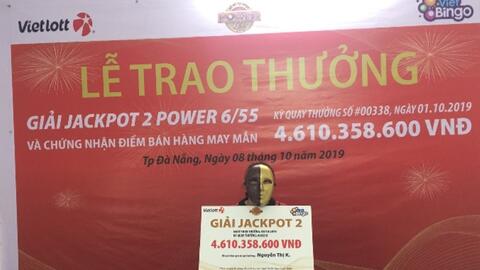 Vietlott
POWER
Viet
Bingo
LỄ TRAO THƯỞNG
GIẢI JACKPOT 2 POWER 6/55
KỲ QUAY THƯỞNG SỐ #00338, NGÀY 01.10.2019
VÀ CHỨNG NHẬN ĐIỂM BÁN HÀNG MAY MẮN
4.610.358.600 VNĐ
Tp Đà Nẵng, Ngày 08 tháng 10 năm 2019
Vietlott
Bingo
GIẢI JACKPOT 2
4.610.358.600 VNĐ
Nguyễn Thị K.